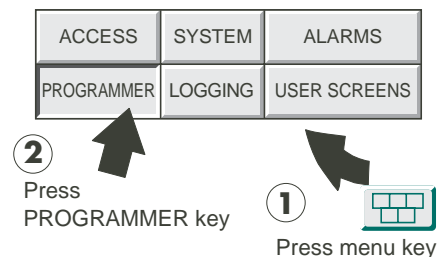 ACCESS SYSTEM ALARMS
PROGRAMMER LOGGING USER SCREENS
2
Press
PROGRAMMER key
1
Press menu key